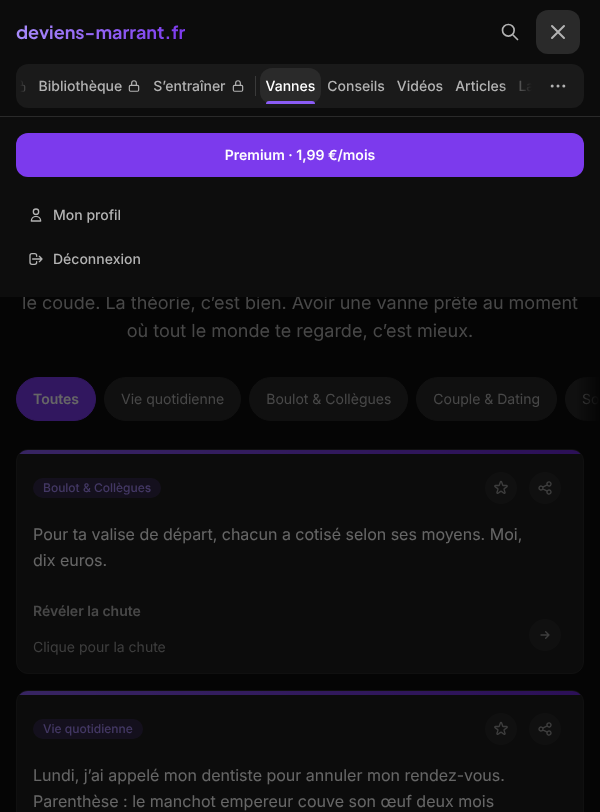 deviens-marrant.fr
Bibliothèque S'entraîner Vannes Conseils Vidéos Articles
Premium · 1,99 €/mois
Mon profil
Déconnexion
le coude. La théorie, c'est bien. Avoir une vanne prête au moment
où tout le monde te regarde, c'est mieux.
Toutes Vie quotidienne Boulot & Collègues Couple & Dating
Boulot & Collègues
Pour ta valise de départ, chacun a cotisé selon ses moyens. Moi,
dix euros.
Révéler la chute
Clique pour la chute
Vie quotidienne
Lundi, j'ai appelé mon dentiste pour annuler mon rendez-vous.
Parenthèse : le manchot empereur couve son œuf deux mois